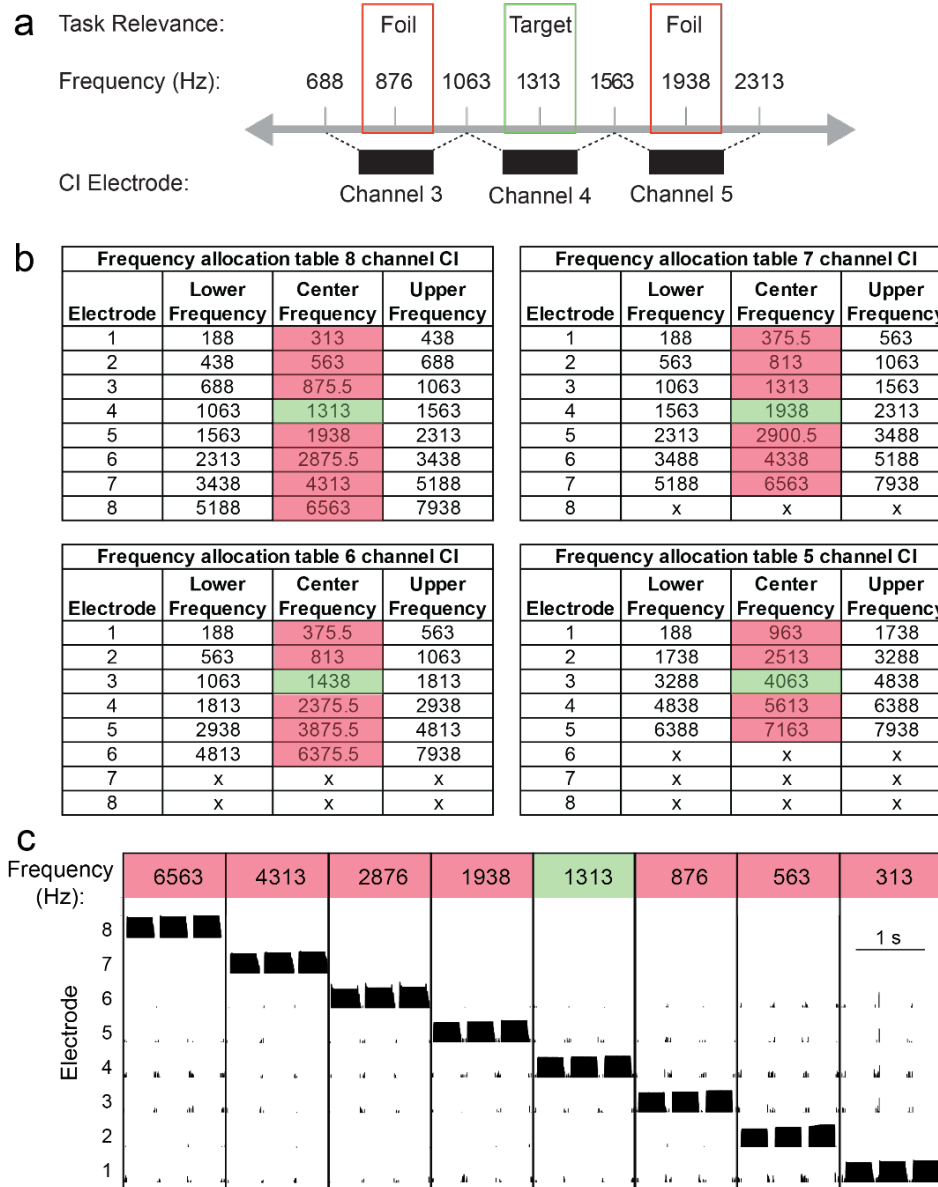 a
Task Relevance: Foil Target Foil
Frequency (Hz): 688 876 1063 1313 1563 1938 2313
CI Electrode:
Channel 3 Channel 4 Channel 5
b
Frequency allocation table 8 channel CI
Electrode Lower Frequency Center Frequency Upper Frequency
1 188 313 438
2 438 563 688
3 688 875.5 1063
4 1063 1313 1563
5 1563 1938 2313
6 2313 2875.5 3438
7 3438 4313 5188
8 5188 6563 7938
Frequency allocation table 7 channel CI
Electrode Lower Frequency Center Frequency Upper Frequency
1 188 375.5 563
2 563 813 1063
3 1063 1313 1563
4 1563 1938 2313
5 2313 2900.5 3488
6 3488 4338 5188
7 5188 6563 7938
8 x x x
Frequency allocation table 6 channel CI
Electrode Lower Frequency Center Frequency Upper Frequency
1 188 375.5 563
2 563 813 1063
3 1063 1438 1813
4 1813 2375.5 2938
5 2938 3875.5 4813
6 4813 6375.5 7938
7 x x x
8 x x x
Frequency allocation table 5 channel CI
Electrode Lower Frequency Center Frequency Upper Frequency
1 188 963 1738
2 1738 2513 3288
3 3288 4063 4838
4 4838 5613 6388
5 6388 7163 7938
6 x x x
7 x x x
8 x x x
c
Frequency (Hz): 6563 4313 2876 1938 1313 876 563 313
Electrode
8
7
6
5
4
3
2
1
1 s